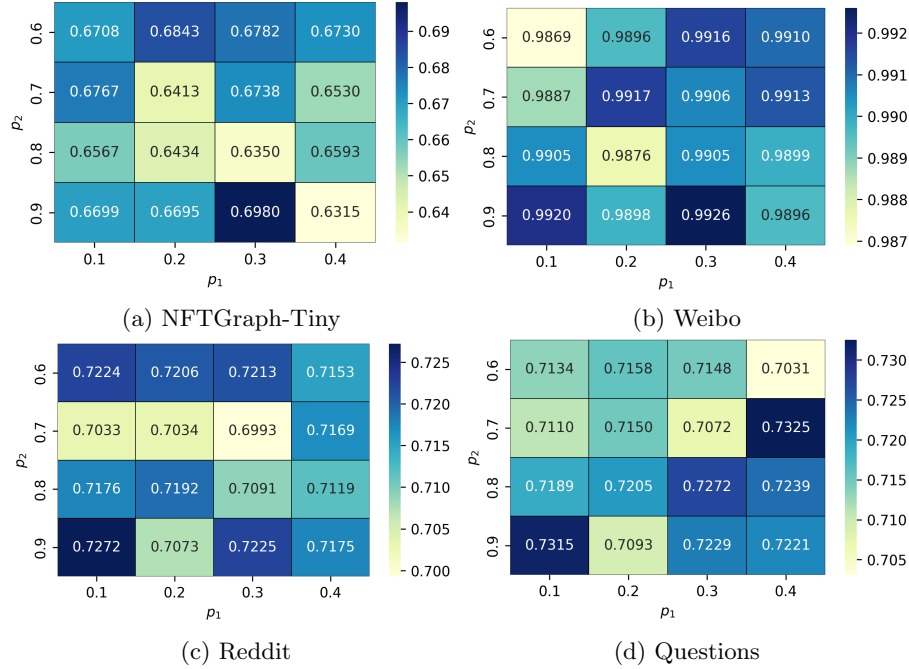 0.6 0.6708 0.6843 0.6782 0.6730 0.69
0.7 0.6767 0.6413 0.6738 0.6530 0.68
0.67
p2
0.8 0.6567 0.6434 0.6350 0.6593 0.66
0.65
0.9 0.6699 0.6695 0.6980 0.6315 0.64
0.1 0.2 0.3 0.4
p1
(a) NFTGraph-Tiny
0.6 0.9869 0.9896 0.9916 0.9910 0.992
0.991
0.7 0.9887 0.9917 0.9906 0.9913 0.990
p2
0.8 0.9905 0.9876 0.9905 0.9899 0.989
0.988
0.9 0.9920 0.9898 0.9926 0.9896 0.987
0.1 0.2 0.3 0.4
p1
(b) Weibo
0.6 0.7224 0.7206 0.7213 0.7153 0.725
0.720
0.7 0.7033 0.7034 0.6993 0.7169 0.715
p2
0.8 0.7176 0.7192 0.7091 0.7119 0.710
0.705
0.9 0.7272 0.7073 0.7225 0.7175 0.700
0.1 0.2 0.3 0.4
p1
(c) Reddit
0.6 0.7134 0.7158 0.7148 0.7031 0.730
0.725
0.7 0.7110 0.7150 0.7072 0.7325 0.720
p2
0.8 0.7189 0.7205 0.7272 0.7239 0.715
0.710
0.9 0.7315 0.7093 0.7229 0.7221 0.705
0.1 0.2 0.3 0.4
p1
(d) Questions